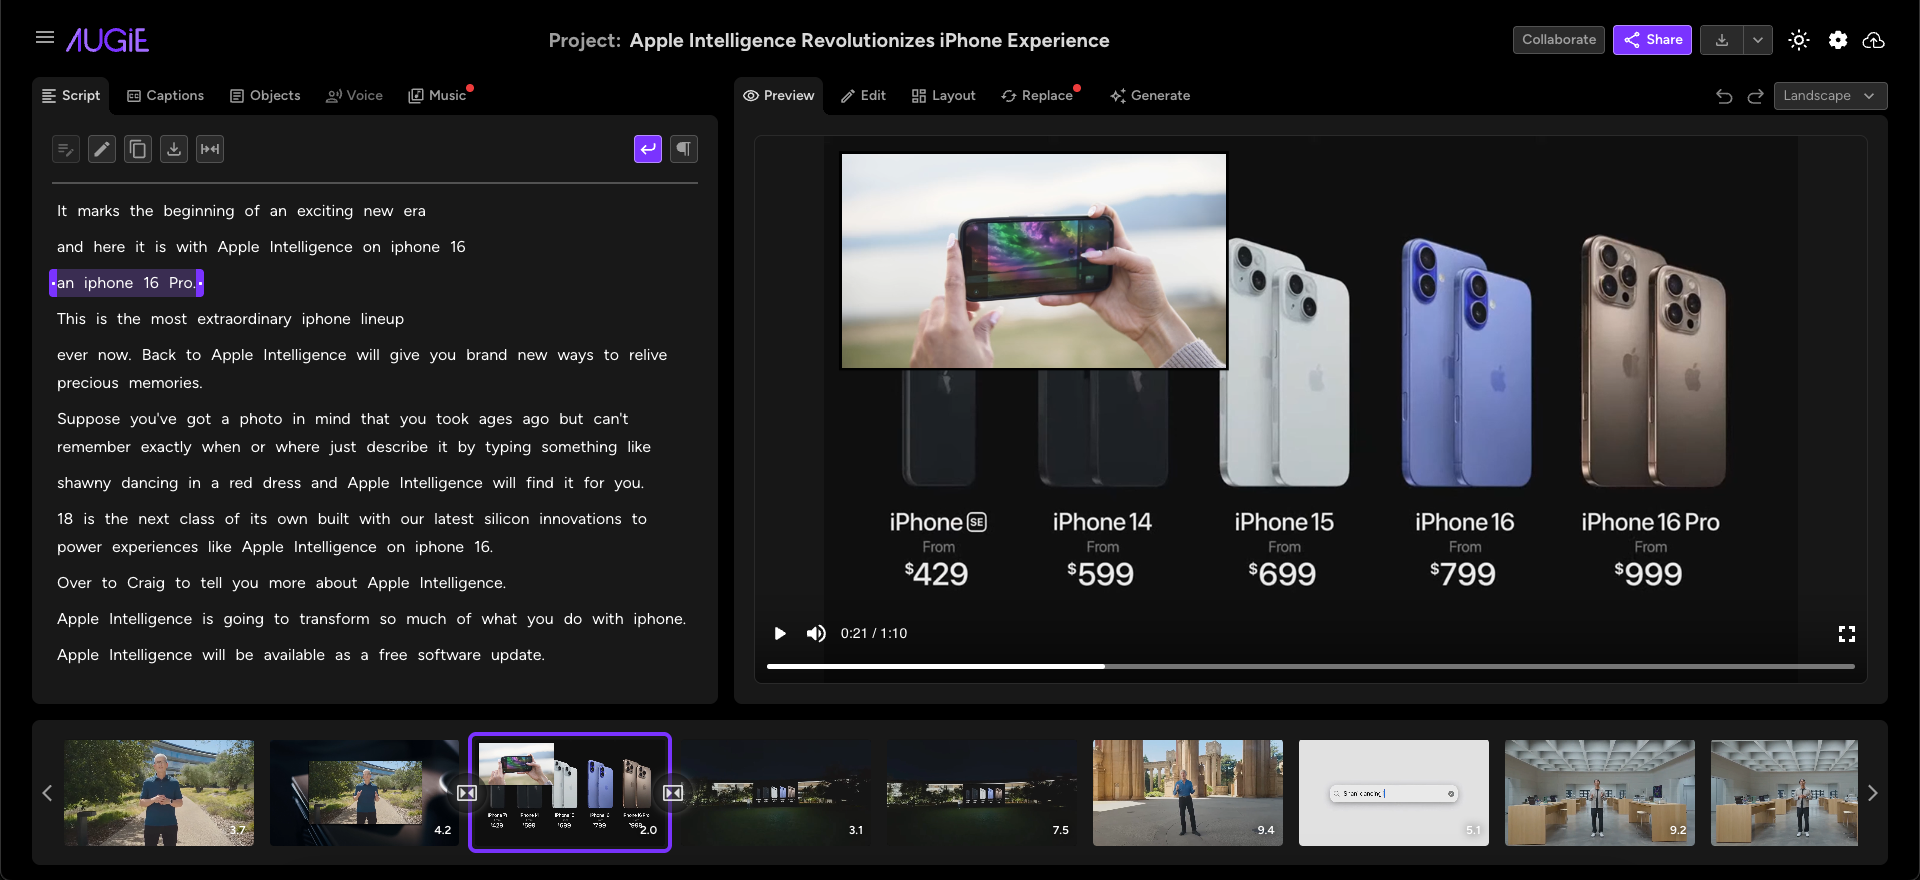 AUGiE
Project: Apple Intelligence Revolutionizes iPhone Experience
Collaborate
Share
Script
Captions
Objects
Voice
Music
It marks the beginning of an exciting new era
and here it is with Apple Intelligence on iphone 16
an iphone 16 Pro.
This is the most extraordinary iphone lineup
ever now. Back to Apple Intelligence will give you brand new ways to relive
precious memories.
Suppose you've got a photo in mind that you took ages ago but can't
remember exactly when or where just describe it by typing something like
shawny dancing in a red dress and Apple Intelligence will find it for you.
18 is the next class of its own built with our latest silicon innovations to
power experiences like Apple Intelligence on iphone 16.
Over to Craig to tell you more about Apple Intelligence.
Apple Intelligence is going to transform so much of what you do with iphone.
Apple Intelligence will be available as a free software update.
Preview
Edit
Layout
Replace
Generate
Landscape
iPhone SE
From
$429
iPhone 14
From
$599
iPhone 15
From
$699
iPhone 16
From
$799
iPhone 16 Pro
From
$999
0:21 / 1:10
3.7
4.2
2.0
3.1
7.5
9.4
5.1
9.2